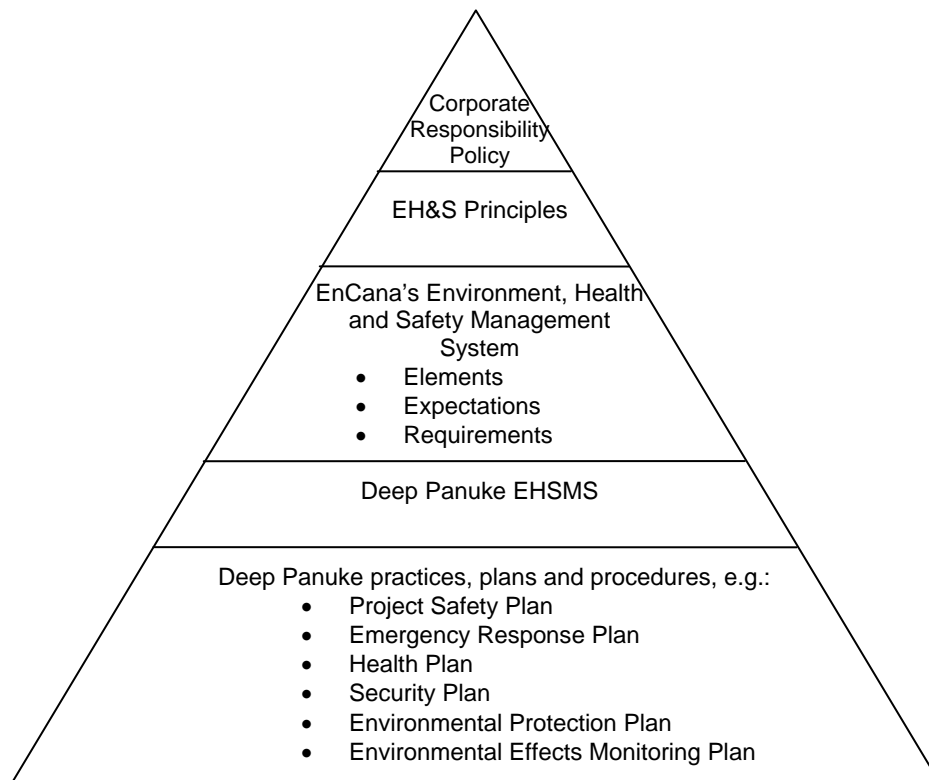 Corporate
Responsibility
Policy
EH&S Principles
EnCana’s Environment, Health
and Safety Management
System
• Elements
• Expectations
• Requirements
Deep Panuke EHSMS
Deep Panuke practices, plans and procedures, e.g.:
• Project Safety Plan
• Emergency Response Plan
• Health Plan
• Security Plan
• Environmental Protection Plan
• Environmental Effects Monitoring Plan